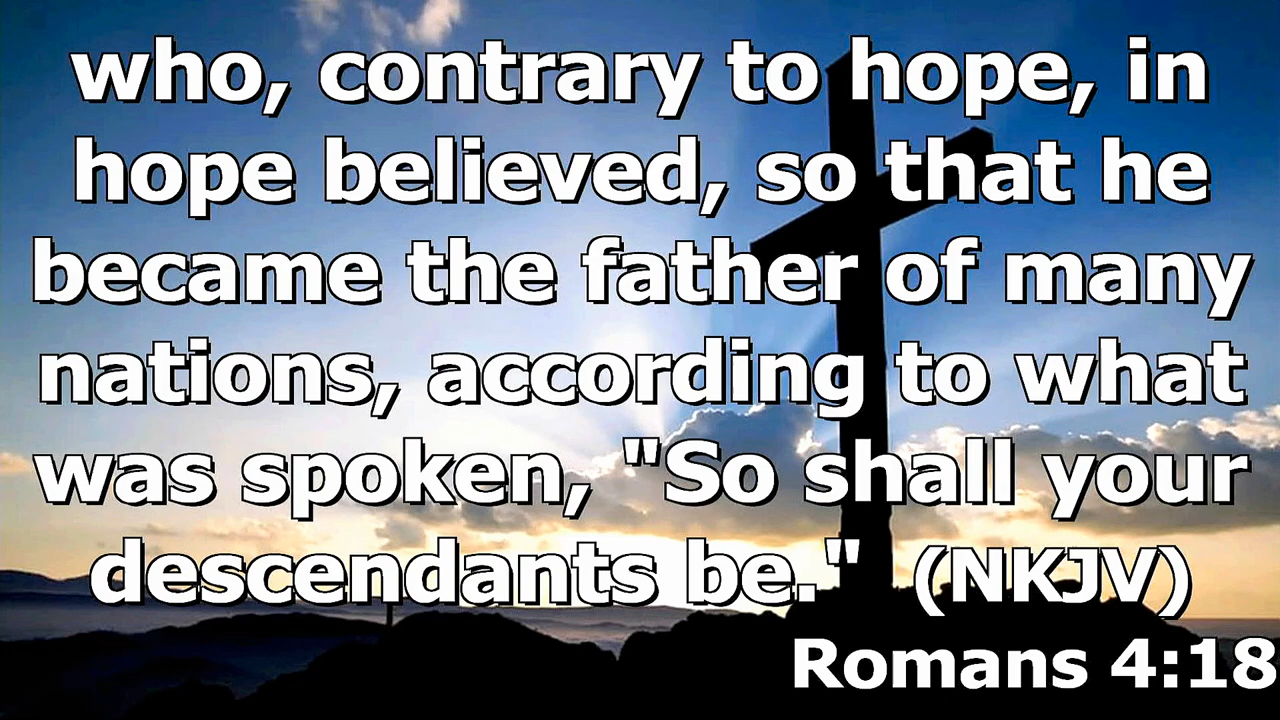 who, contrary to hope, in
hope believed, so that he
became the father of many
nations, according to what
was spoken, "So shall your
descendants be." (NKJV)
Romans 4:18